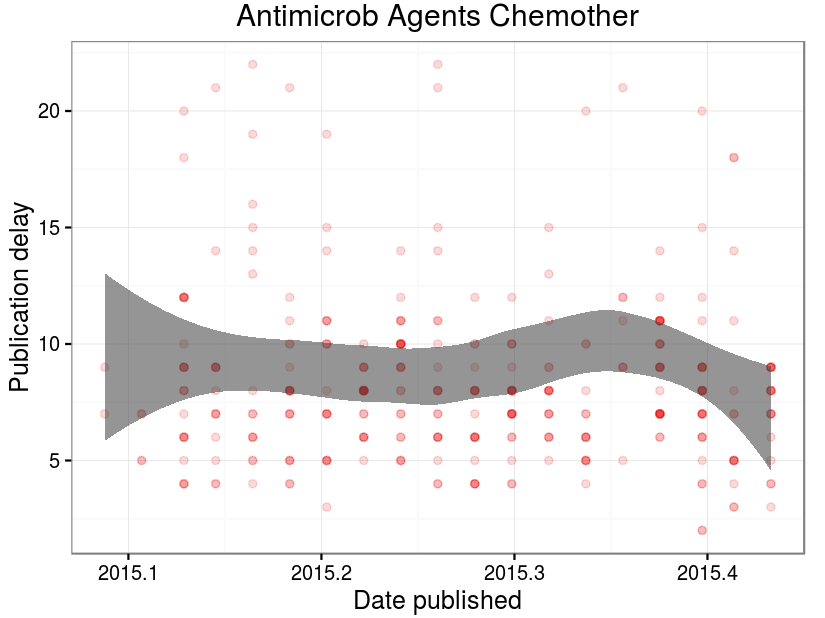 Antimicrob Agents Chemother
Publication delay
20
15
10
5
2015.1 2015.2 2015.3 2015.4
Date published